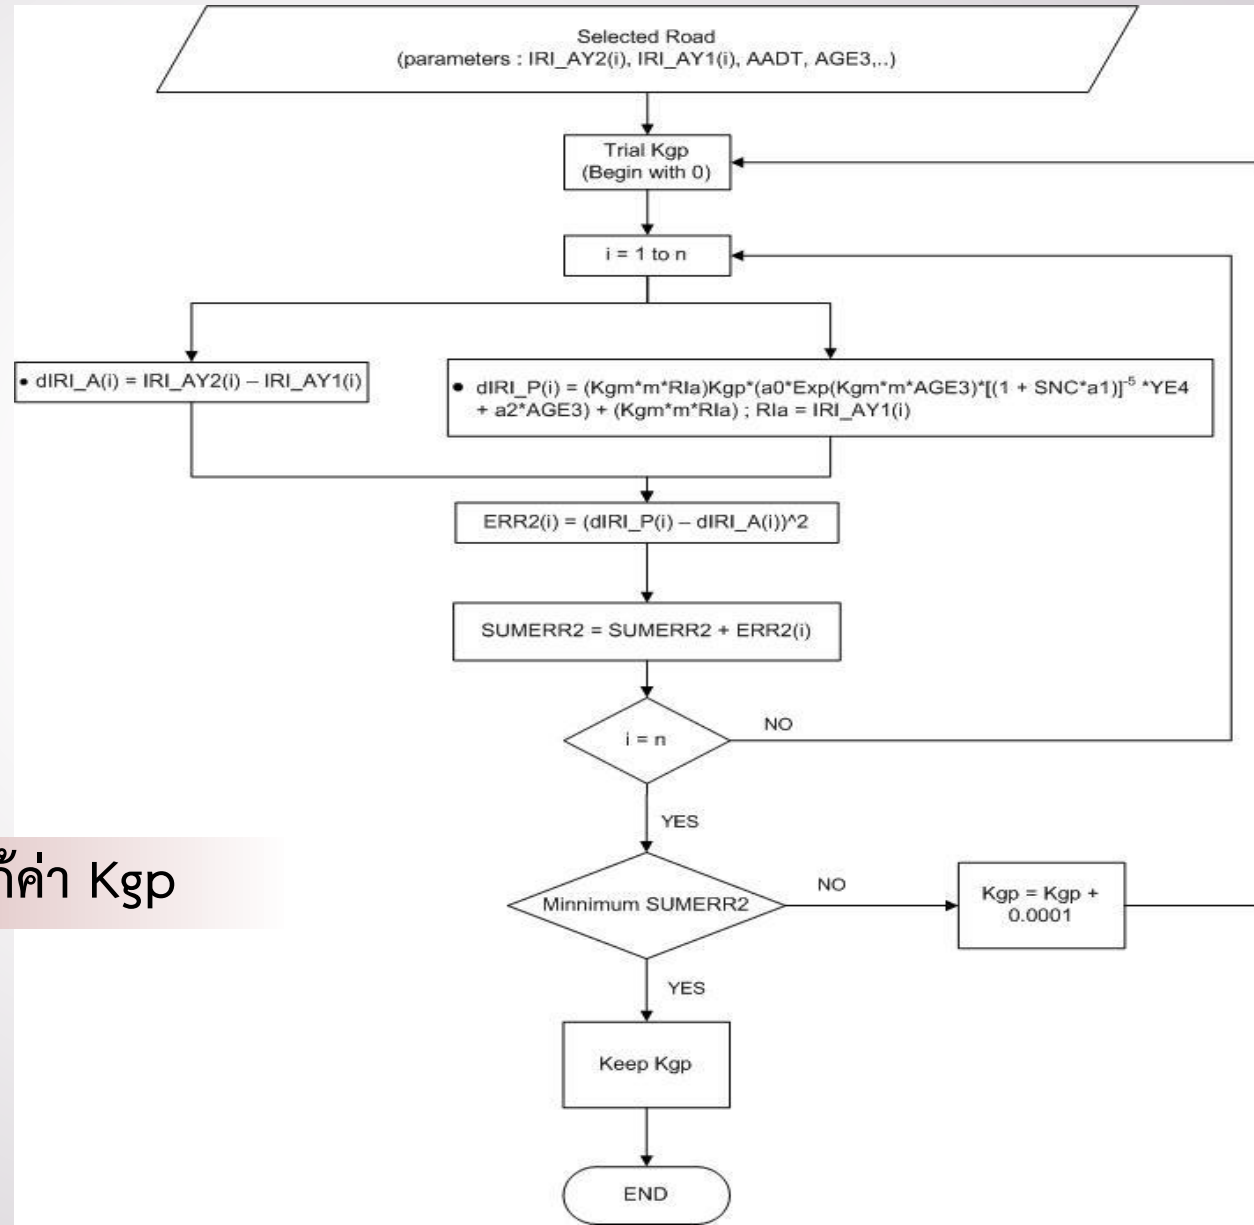 Selected Road
(parameters : IRI_AY2(i), IRI_AY1(i), AADT, AGE3,..)
Trial Kgp
(Begin with 0)
i = 1 to n
• dIRI_A(i) = IRI_AY2(i) – IRI_AY1(i)
• dIRI_P(i) = (Kgm*m*RIa)Kgp*(a0*Exp(Kgm*m*AGE3)*[(1 + SNC*a1)]⁻⁵ *YE4
+ a2*AGE3) + (Kgm*m*RIa) ; RIa = IRI_AY1(i)
ERR2(i) = (dIRI_P(i) – dIRI_A(i))^2
SUMERR2 = SUMERR2 + ERR2(i)
i = n
NO
YES
Minnimum SUMERR2
NO
Kgp = Kgp +
0.0001
ค่า Kgp
YES
Keep Kgp
END